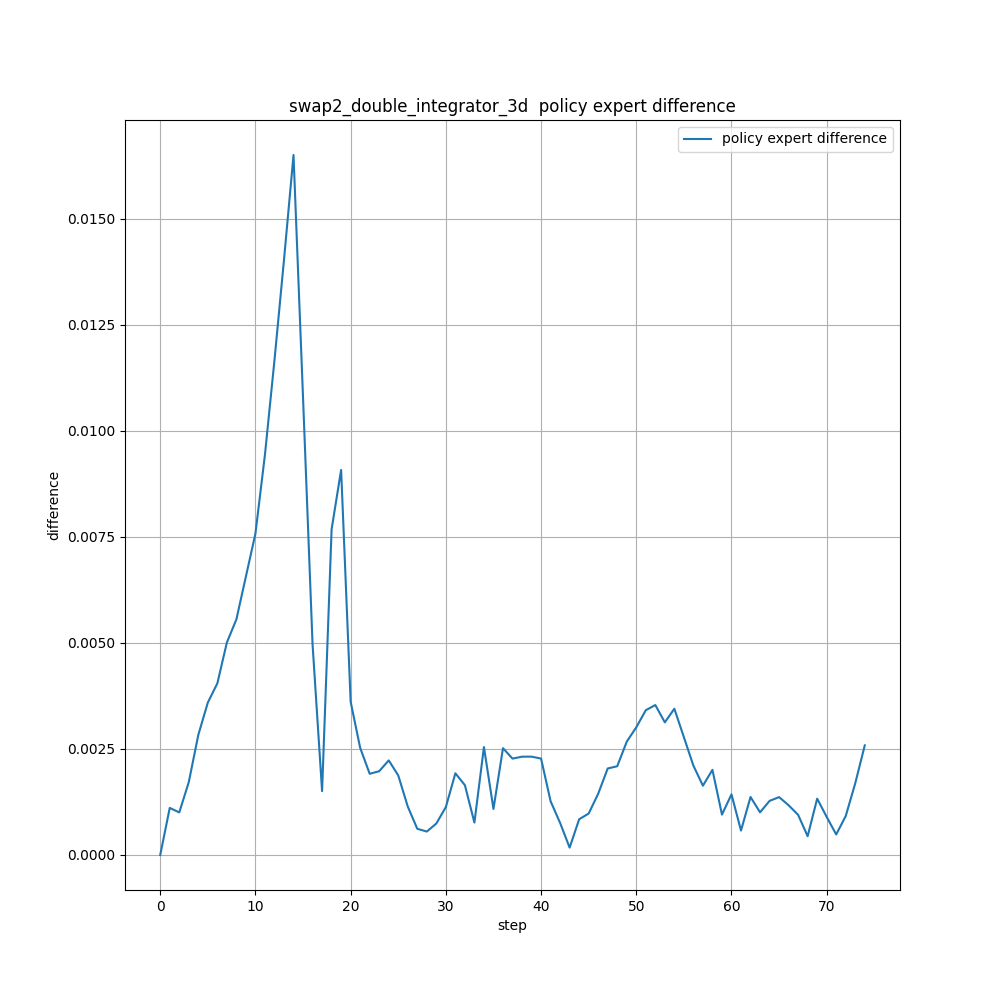 swap2_double_integrator_3d  policy expert difference
policy expert difference
0.0150
0.0125
0.0100
0.0075
0.0050
0.0025
0.0000
difference
0 10 20 30 40 50 60 70
step